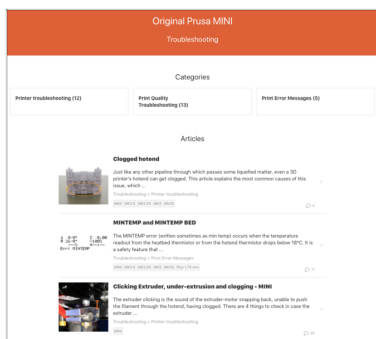 Original Prusa MINI
Troubleshooting
Categories
Printer troubleshooting (12)
Print Quality
Troubleshooting (13)
Print Error Messages (5)
Articles
Clogged hotend
Just like any other pipeline through which passes some liquefied matter, even a 3D
printer's hotend can get clogged. This article explains the most common causes of this
issue, which ...
Troubleshooting > Printer troubleshooting
MINTEMP and MINTEMP BED
The MINTEMP error (written sometimes as min temp) occurs when the temperature
readout from the heatbed thermistor or from the hotend thermistor drops below 16°C. It is
a safety feature that ...
Troubleshooting > Print Error Messages
Clicking Extruder, under-extrusion and clogging - MINI
The extruder clicking is the sound of the extruder-motor snapping back, unable to push
the filament through the hotend, having clogged. There are 4 things to check in case the
extruder ...
Troubleshooting > Printer troubleshooting
MINI